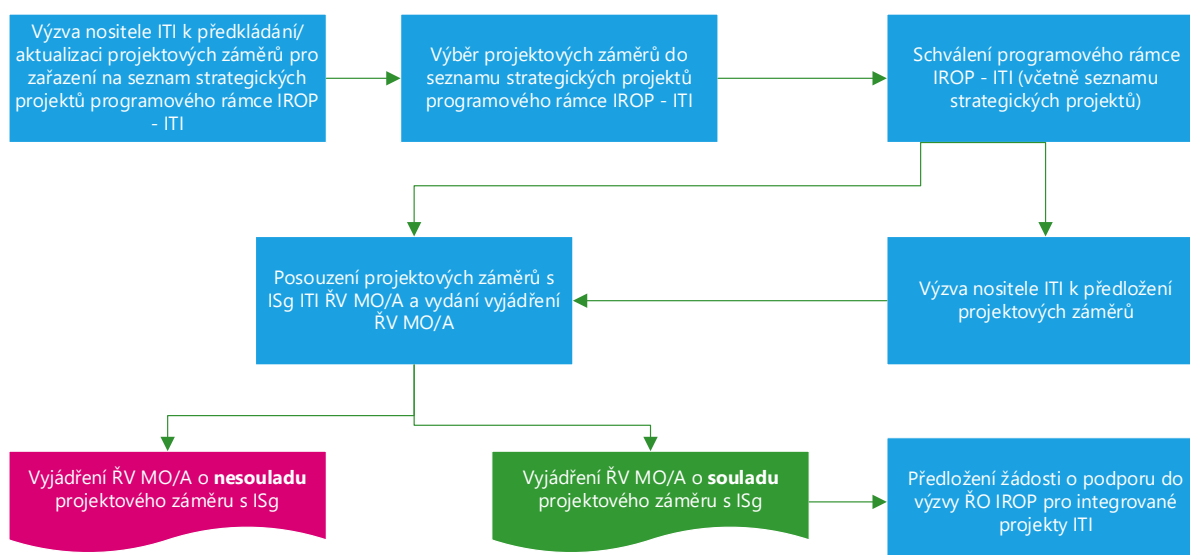 Výzva nositele ITI k předkládání/
aktualizaci projektových záměrů pro
zařazení na seznam strategických
projektů programového rámce IROP
- ITI
Výběr projektových záměrů do
seznamu strategických projektů
programového rámce IROP - ITI
Schválení programového rámce
IROP - ITI (včetně seznamu
strategických projektů)
Posouzení projektových záměrů s
ISg ITI ŘV MO/A a vydání vyjádření
ŘV MO/A
Výzva nositele ITI k předložení
projektových záměrů
Vyjádření ŘV MO/A o nesouladu
projektového záměru s ISg
Vyjádření ŘV MO/A o souladu
projektového záměru s ISg
Předložení žádosti o podporu do
výzvy ŘO IROP pro integrované
projekty ITI